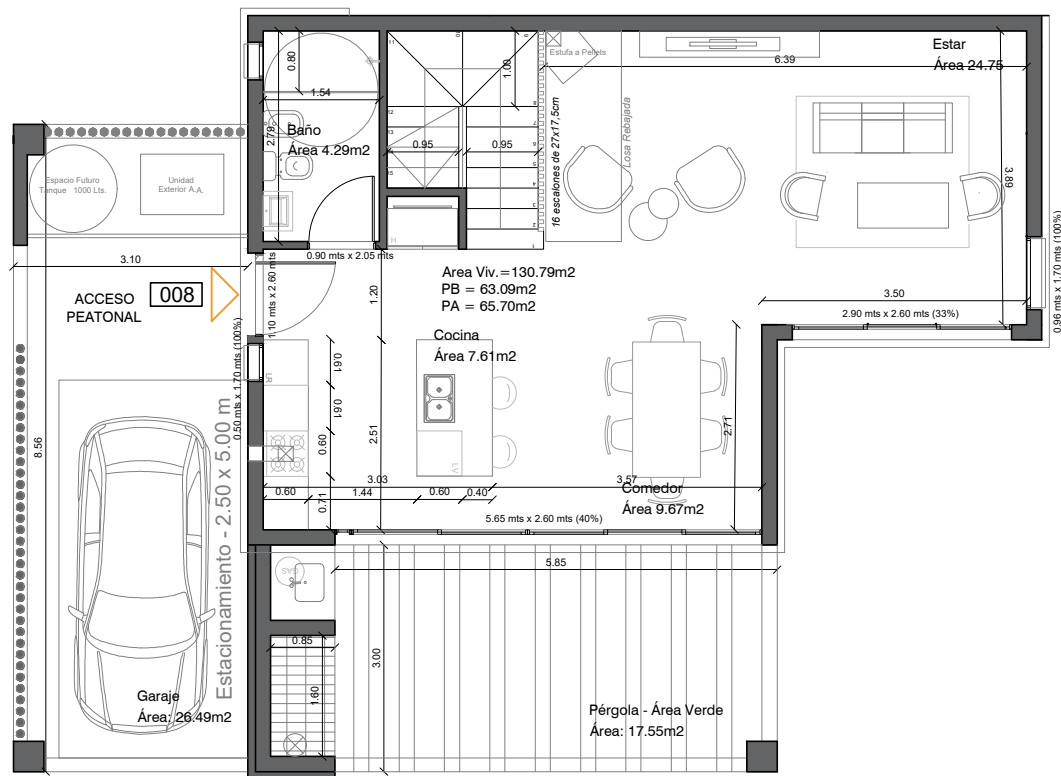 Estufa a Pellets
Estar
Área 24.75
6.39
0.80
1.00
1.54
2.79
Baño
Área 4.29m2
0.95
0.95
16 escalones de 27x17,5cm
Losa Rebajada
3.89
Espacio Futuro
Tanque 1000 Lts.
Unidad
Exterior A.A.
0.90 mts x 2.05 mts
3.10
ACCESO
PEATONAL
008
1.10 mts x 2.60 mts
1.20
H
Area Viv.=130.79m2
PB = 63.09m2
PA = 65.70m2
3.50
2.90 mts x 2.60 mts (33%)
0.96 mts x 1.70 mts (100%)
Cocina
Área 7.61m2
0.50 mts x 1.70 mts (100%)
LR
0.61
0.61
0.60
0.71
2.51
2.71
LV
3.03
3.57
0.60
1.44
0.60
0.40
Comedor
Área 9.67m2
5.65 mts x 2.60 mts (40%)
8.56
Estacionamiento - 2.50 x 5.00 m
GAS
5.85
0.85
1.60
3.00
Garaje
Área: 26.49m2
Pérgola - Área Verde
Área: 17.55m2